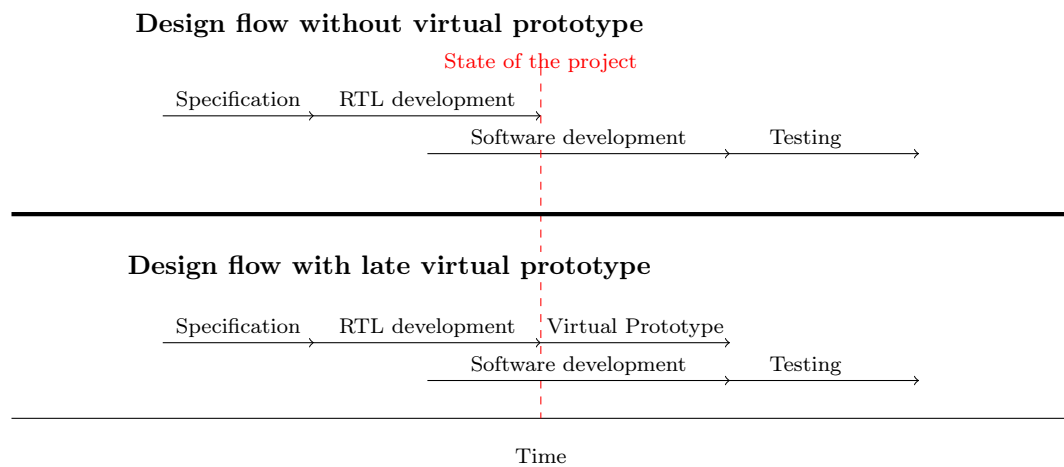 Design flow without virtual prototype
State of the project
Specification RTL development
Software development Testing
Design flow with late virtual prototype
Specification RTL development Virtual Prototype
Software development Testing
Time